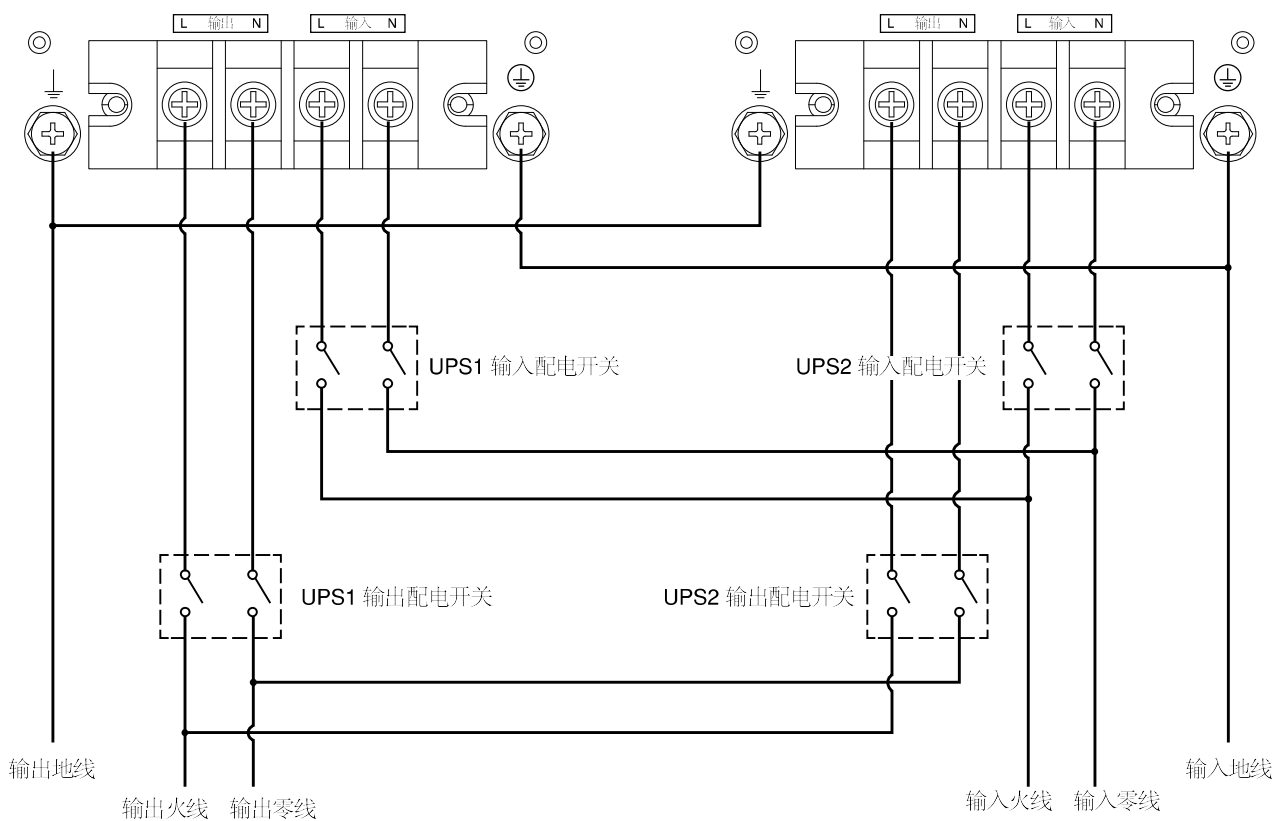 L 输出 N
L 输入 N
L 输出 N
L 输入 N
UPS1 输入配电开关
UPS2 输入配电开关
UPS1 输出配电开关
UPS2 输出配电开关
输出地线
输入地线
输出火线
输出零线
输入火线
输入零线